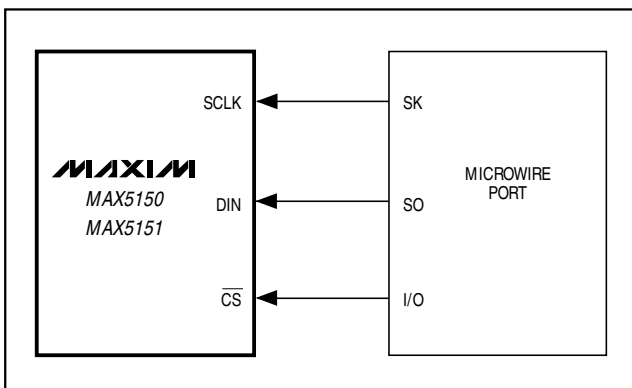 SCLK
SK
MAXIM
MAX5150
MAX5151
DIN
SO
MICROWIRE
PORT
CS
I/O